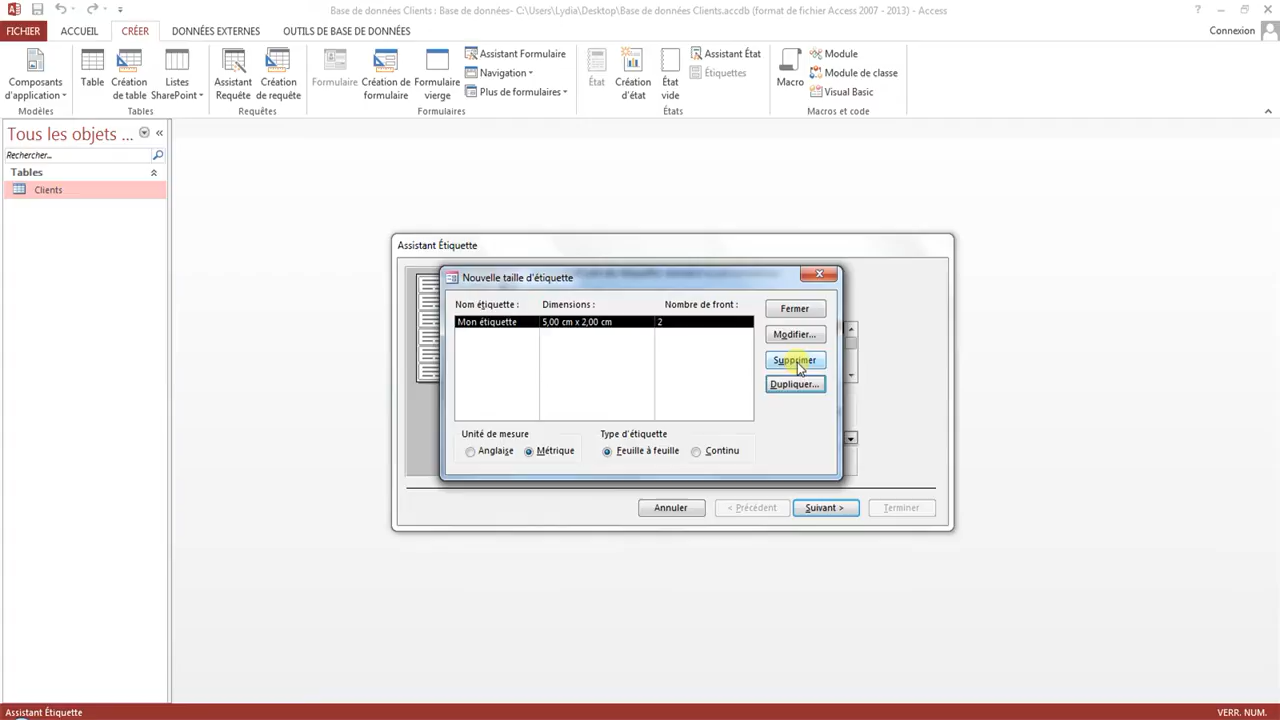 Base de données Clients : Base de données- C:\Users\Lydia\Desktop\Base de données Clients.accdb (format de fichier Access 2007 - 2013) - Access
FICHIER ACCUEIL CRÉER DONNÉES EXTERNES OUTILS DE BASE DE DONNÉES Connexion
Composants d'application
Modèles
Table
Création de table
Listes SharePoint
Tables
Assistant Requête
Création de requête
Requêtes
Formulaire
Création de formulaire
Formulaire vierge
Assistant Formulaire
Navigation
Plus de formulaires
Formulaires
État
Création d'état
État vide
Assistant État
Étiquettes
États
Macro
Module
Module de classe
Visual Basic
Macros et code
Tous les objets ...
Rechercher...
Tables
Clients
Assistant Étiquette
Nouvelle taille d'étiquette
Nom étiquette : Dimensions : Nombre de front :
Mon étiquette 5,00 cm x 2,00 cm 2
Fermer
Modifier...
Supprimer
Dupliquer...
Unité de mesure Type d'étiquette
Anglaise Métrique Feuille à feuille Continu
Annuler < Précédent Suivant > Terminer
Assistant Étiquette VERR. NUM.